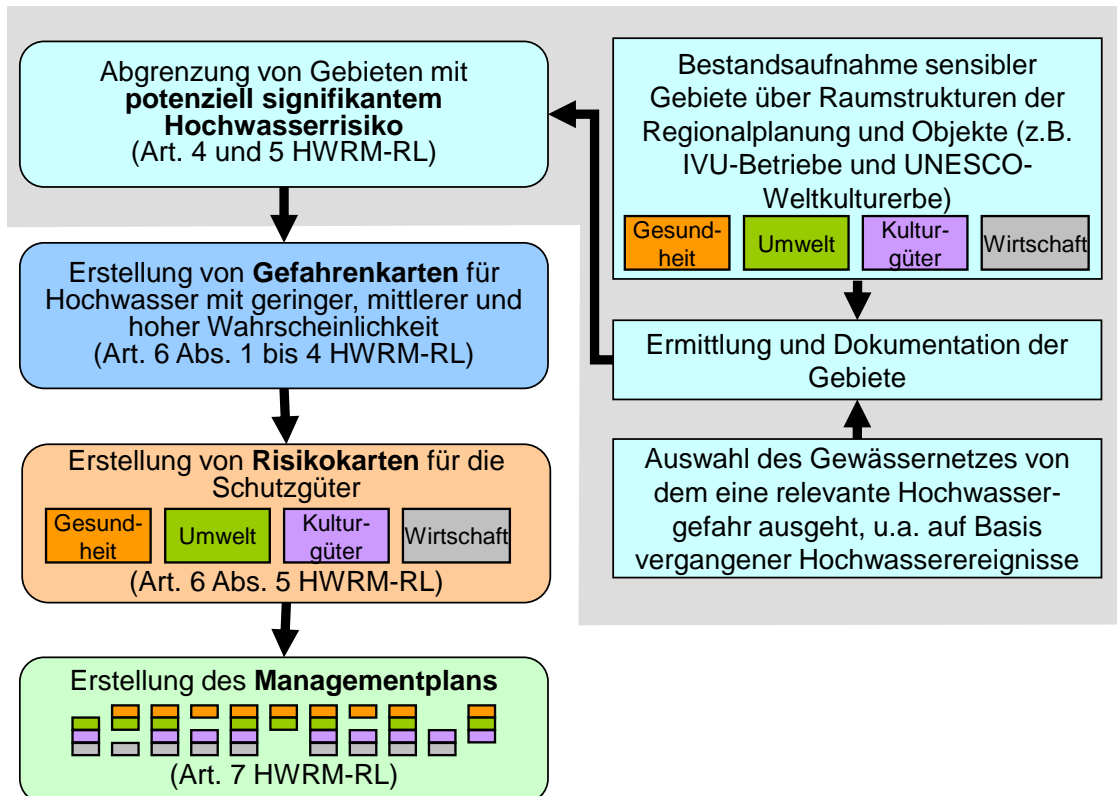 Abgrenzung von Gebieten mit
potenziell signifikantem
Hochwasserrisiko
(Art. 4 und 5 HWRM-RL)
Erstellung von Gefahrenkarten für
Hochwasser mit geringer, mittlerer und
hoher Wahrscheinlichkeit
(Art. 6 Abs. 1 bis 4 HWRM-RL)
Erstellung von Risikokarten für die
Schutzgüter
Gesund-
heit
Umwelt
Kultur-
güter
Wirtschaft
(Art. 6 Abs. 5 HWRM-RL)
Erstellung des Managementplans
(Art. 7 HWRM-RL)
Bestandsaufnahme sensibler
Gebiete über Raumstrukturen der
Regionalplanung und Objekte (z.B.
IVU-Betriebe und UNESCO-
Weltkulturerbe)
Gesund-
heit
Umwelt
Kultur-
güter
Wirtschaft
Ermittlung und Dokumentation der
Gebiete
Auswahl des Gewässernetzes von
dem eine relevante Hochwasser-
gefahr ausgeht, u.a. auf Basis
vergangener Hochwasserereignisse